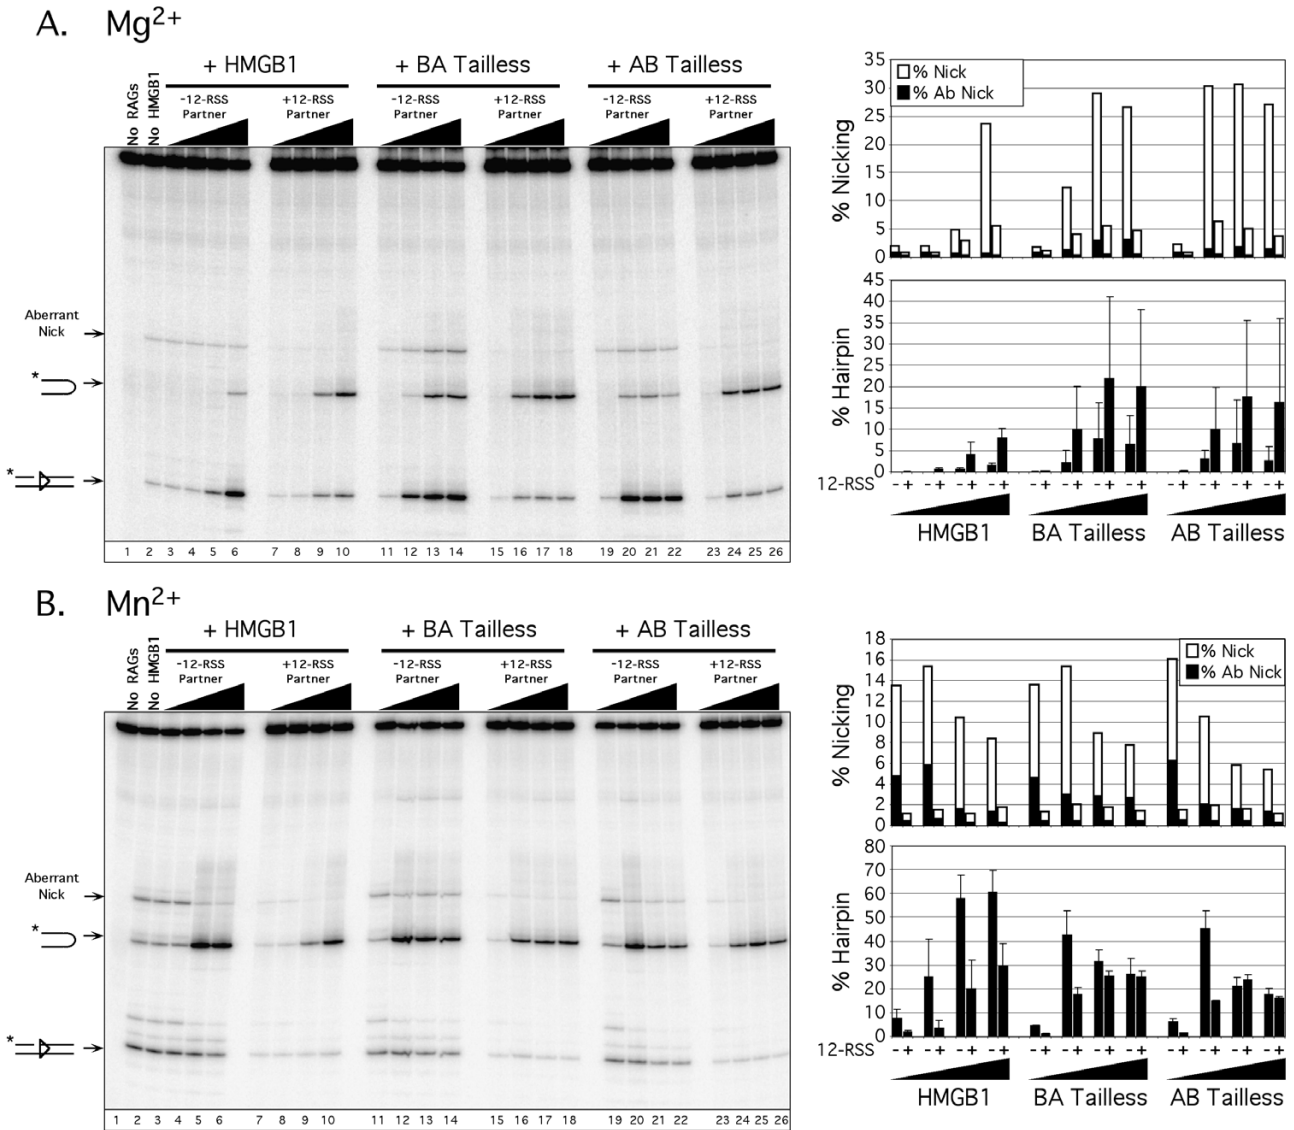 A. Mg2+
+ HMGB1
+ BA Tailless
+ AB Tailless
No RAGs
No HMGB1
-12-RSS Partner
+12-RSS Partner
-12-RSS Partner
+12-RSS Partner
-12-RSS Partner
+12-RSS Partner
Aberrant
Nick
*
*
1 2 3 4 5 6 7 8 9 10 11 12 13 14 15 16 17 18 19 20 21 22 23 24 25 26
% Nick
% Ab Nick
% Nicking
35
30
25
20
15
10
5
0
% Hairpin
45
40
35
30
25
20
15
10
5
0
12-RSS - + - + - + - + - + - + - + - + - + - + - + - +
HMGB1 BA Tailless AB Tailless
B. Mn2+
+ HMGB1
+ BA Tailless
+ AB Tailless
No RAGs
No HMGB1
-12-RSS Partner
+12-RSS Partner
-12-RSS Partner
+12-RSS Partner
-12-RSS Partner
+12-RSS Partner
Aberrant
Nick
*
*
1 2 3 4 5 6 7 8 9 10 11 12 13 14 15 16 17 18 19 20 21 22 23 24 25 26
% Nick
% Ab Nick
% Nicking
18
16
14
12
10
8
6
4
2
0
% Hairpin
80
70
60
50
40
30
20
10
0
12-RSS - + - + - + - + - + - + - + - + - + - + - + - +
HMGB1 BA Tailless AB Tailless